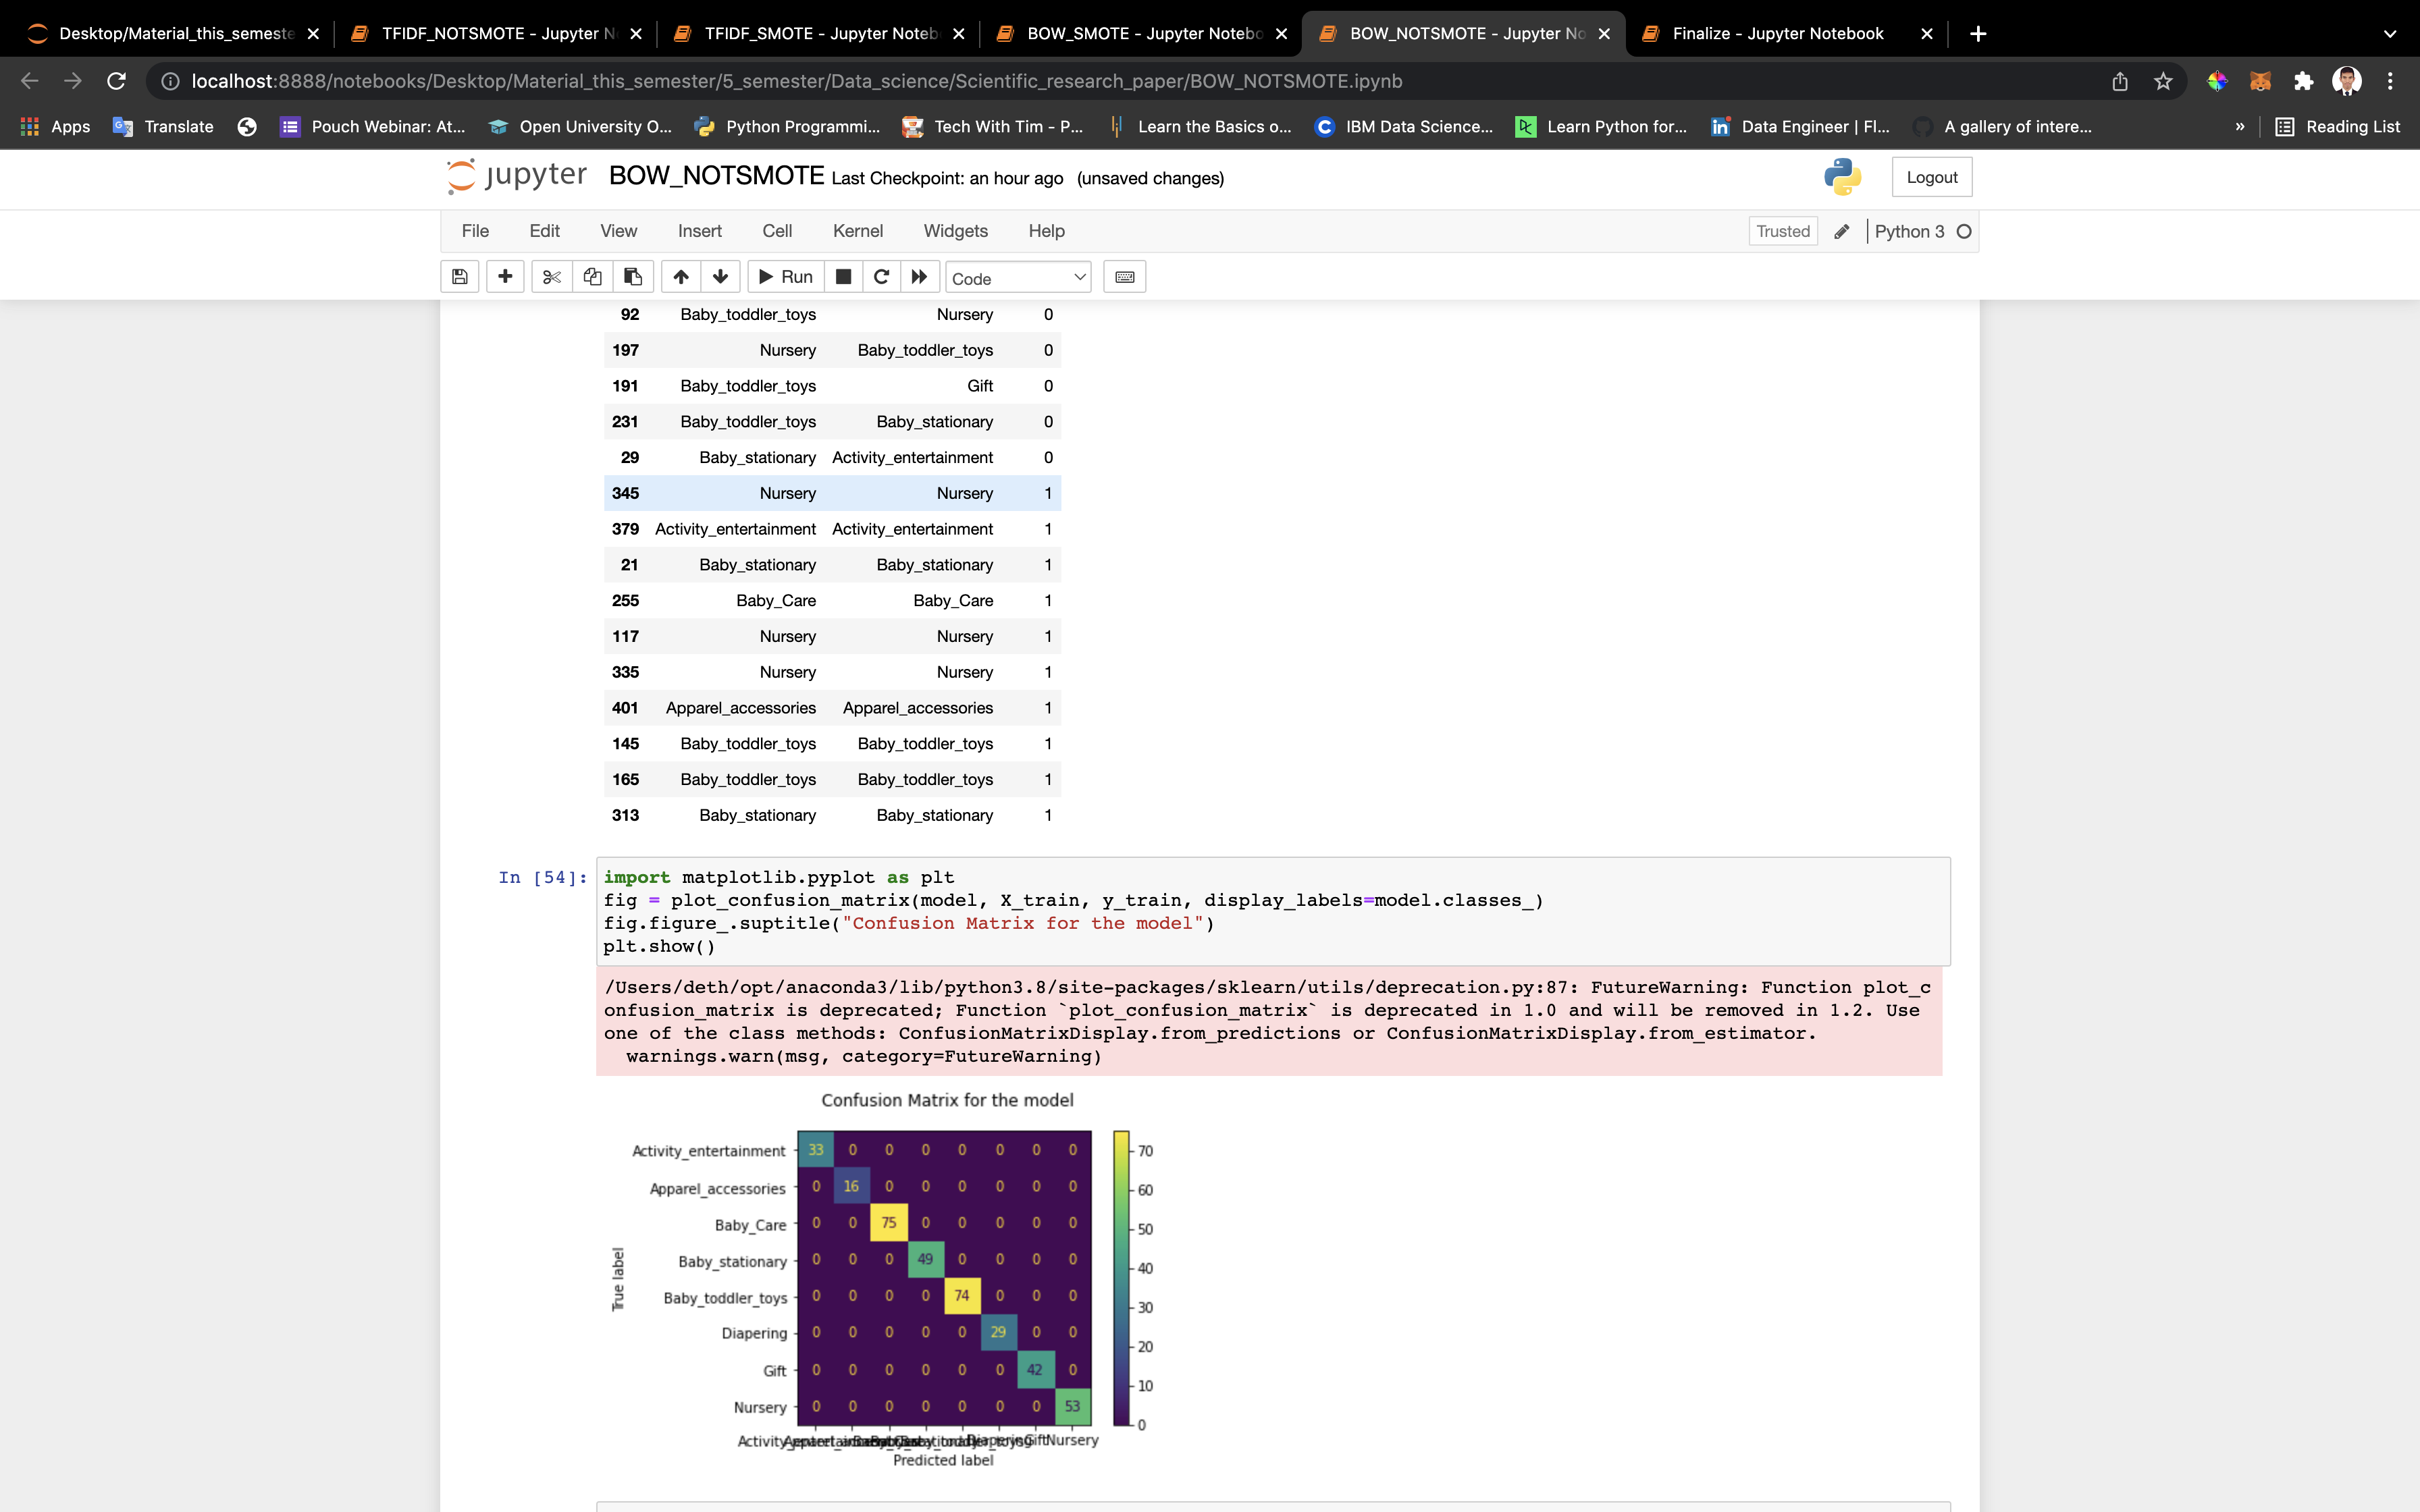 Desktop/Material_this_semeste
TFIDF_NOTSMOTE - Jupyter N
TFIDF_SMOTE - Jupyter Noteb
BOW_SMOTE - Jupyter Notebo
BOW_NOTSMOTE - Jupyter No
Finalize - Jupyter Notebook
localhost:8888/notebooks/Desktop/Material_this_semester/5_semester/Data_science/Scientific_research_paper/BOW_NOTSMOTE.ipynb
Apps Translate Pouch Webinar: At... Open University O... Python Programmi... Tech With Tim - P... Learn the Basics o... IBM Data Science... Learn Python for... Data Engineer | Fl... A gallery of intere... » Reading List
jupyter BOW_NOTSMOTE Last Checkpoint: an hour ago (unsaved changes) Logout
File Edit View Insert Cell Kernel Widgets Help Trusted Python 3
Run Code
92 Baby_toddler_toys Nursery 0
197 Nursery Baby_toddler_toys 0
191 Baby_toddler_toys Gift 0
231 Baby_toddler_toys Baby_stationary 0
29 Baby_stationary Activity_entertainment 0
345 Nursery Nursery 1
379 Activity_entertainment Activity_entertainment 1
21 Baby_stationary Baby_stationary 1
255 Baby_Care Baby_Care 1
117 Nursery Nursery 1
335 Nursery Nursery 1
401 Apparel_accessories Apparel_accessories 1
145 Baby_toddler_toys Baby_toddler_toys 1
165 Baby_toddler_toys Baby_toddler_toys 1
313 Baby_stationary Baby_stationary 1
In [54]: import matplotlib.pyplot as plt
fig = plot_confusion_matrix(model, X_train, y_train, display_labels=model.classes_)
fig.figure_.suptitle("Confusion Matrix for the model")
plt.show()
/Users/deth/opt/anaconda3/lib/python3.8/site-packages/sklearn/utils/deprecation.py:87: FutureWarning: Function plot_c
onfusion_matrix is deprecated; Function `plot_confusion_matrix` is deprecated in 1.0 and will be removed in 1.2. Use
one of the class methods: ConfusionMatrixDisplay.from_predictions or ConfusionMatrixDisplay.from_estimator.
warnings.warn(msg, category=FutureWarning)
Confusion Matrix for the model
Activity_entertainment 33 0 0 0 0 0 0 0
Apparel_accessories 0 16 0 0 0 0 0 0
Baby_Care 0 0 75 0 0 0 0 0
Baby_stationary 0 0 0 49 0 0 0 0
Baby_toddler_toys 0 0 0 0 74 0 0 0
Diapering 0 0 0 0 0 29 0 0
Gift 0 0 0 0 0 0 42 0
Nursery 0 0 0 0 0 0 0 53
True label
70
60
50
40
30
20
10
0
Diapering Gift Nursery
Predicted label